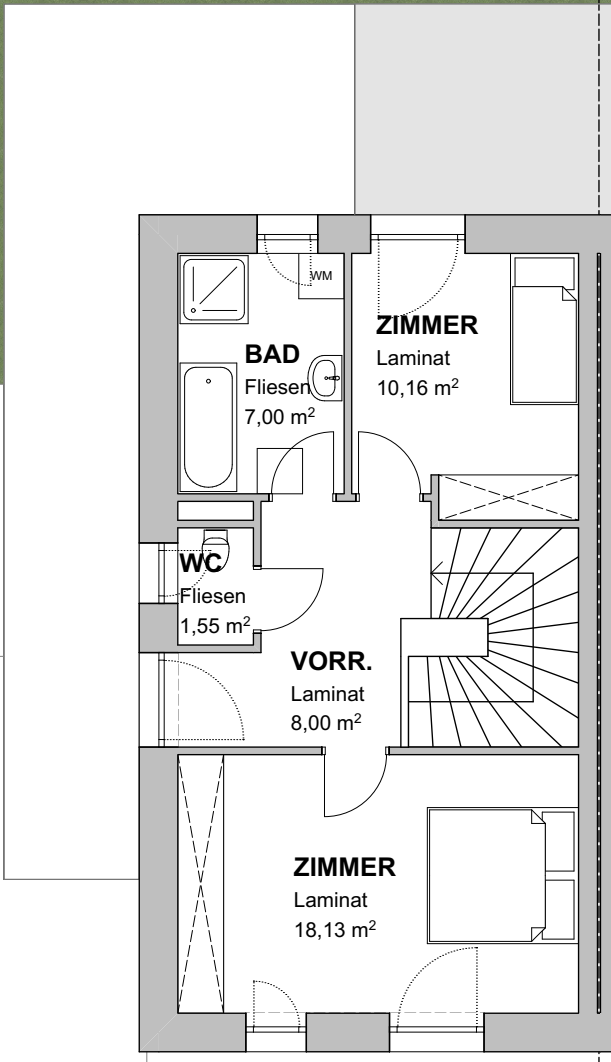 WM
BAD
Fliesen
7,00 m²
ZIMMER
Laminat
10,16 m²
WC
Fliesen
1,55 m²
VORR.
Laminat
8,00 m²
ZIMMER
Laminat
18,13 m²